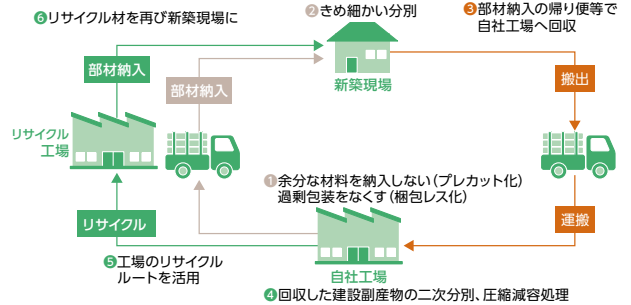 ❻リサイクル材を再び新築現場に
❷きめ細かい分別
❸部材納入の帰り便等で
自社工場へ回収
部材納入
部材納入
新築現場
搬出
リサイクル
工場
❶余分な材料を納入しない（プレカット化）
過剰包装をなくす（梱包レス化）
リサイクル
運搬
❺工場のリサイクル
ルートを活用
自社工場
❹回収した建設副産物の二次分別、圧縮減容処理